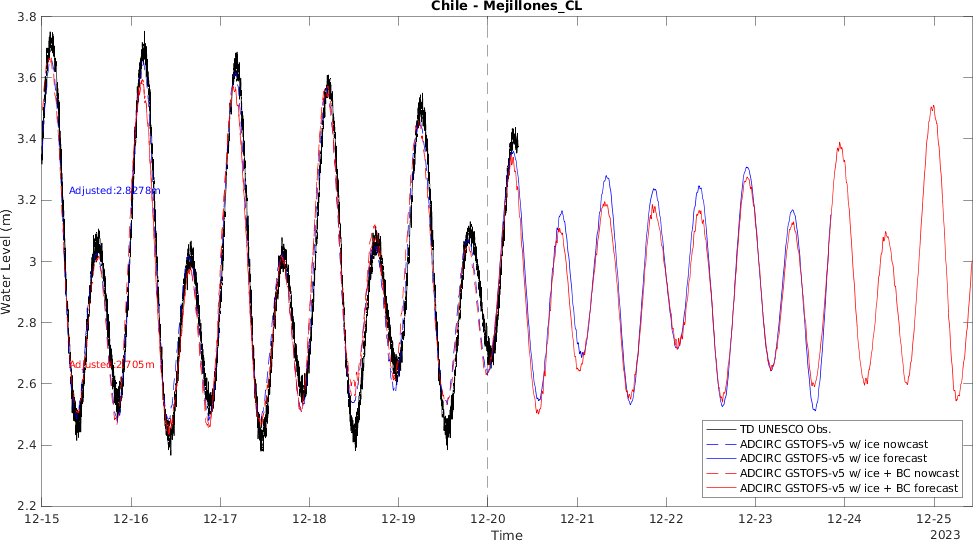 Chile - Mejillones_CL
3.8
3.6
3.4
3.2
3
2.8
2.6
2.4
2.2
Water Level (m)
Adjusted:2.8278m
Adjusted:2.705m
TD UNESCO Obs.
ADCIRC GSTOFS-v5 w/ ice nowcast
ADCIRC GSTOFS-v5 w/ ice forecast
ADCIRC GSTOFS-v5 w/ ice + BC nowcast
ADCIRC GSTOFS-v5 w/ ice + BC forecast
12-15 12-16 12-17 12-18 12-19 12-20 12-21 12-22 12-23 12-24 12-25
Time
2023